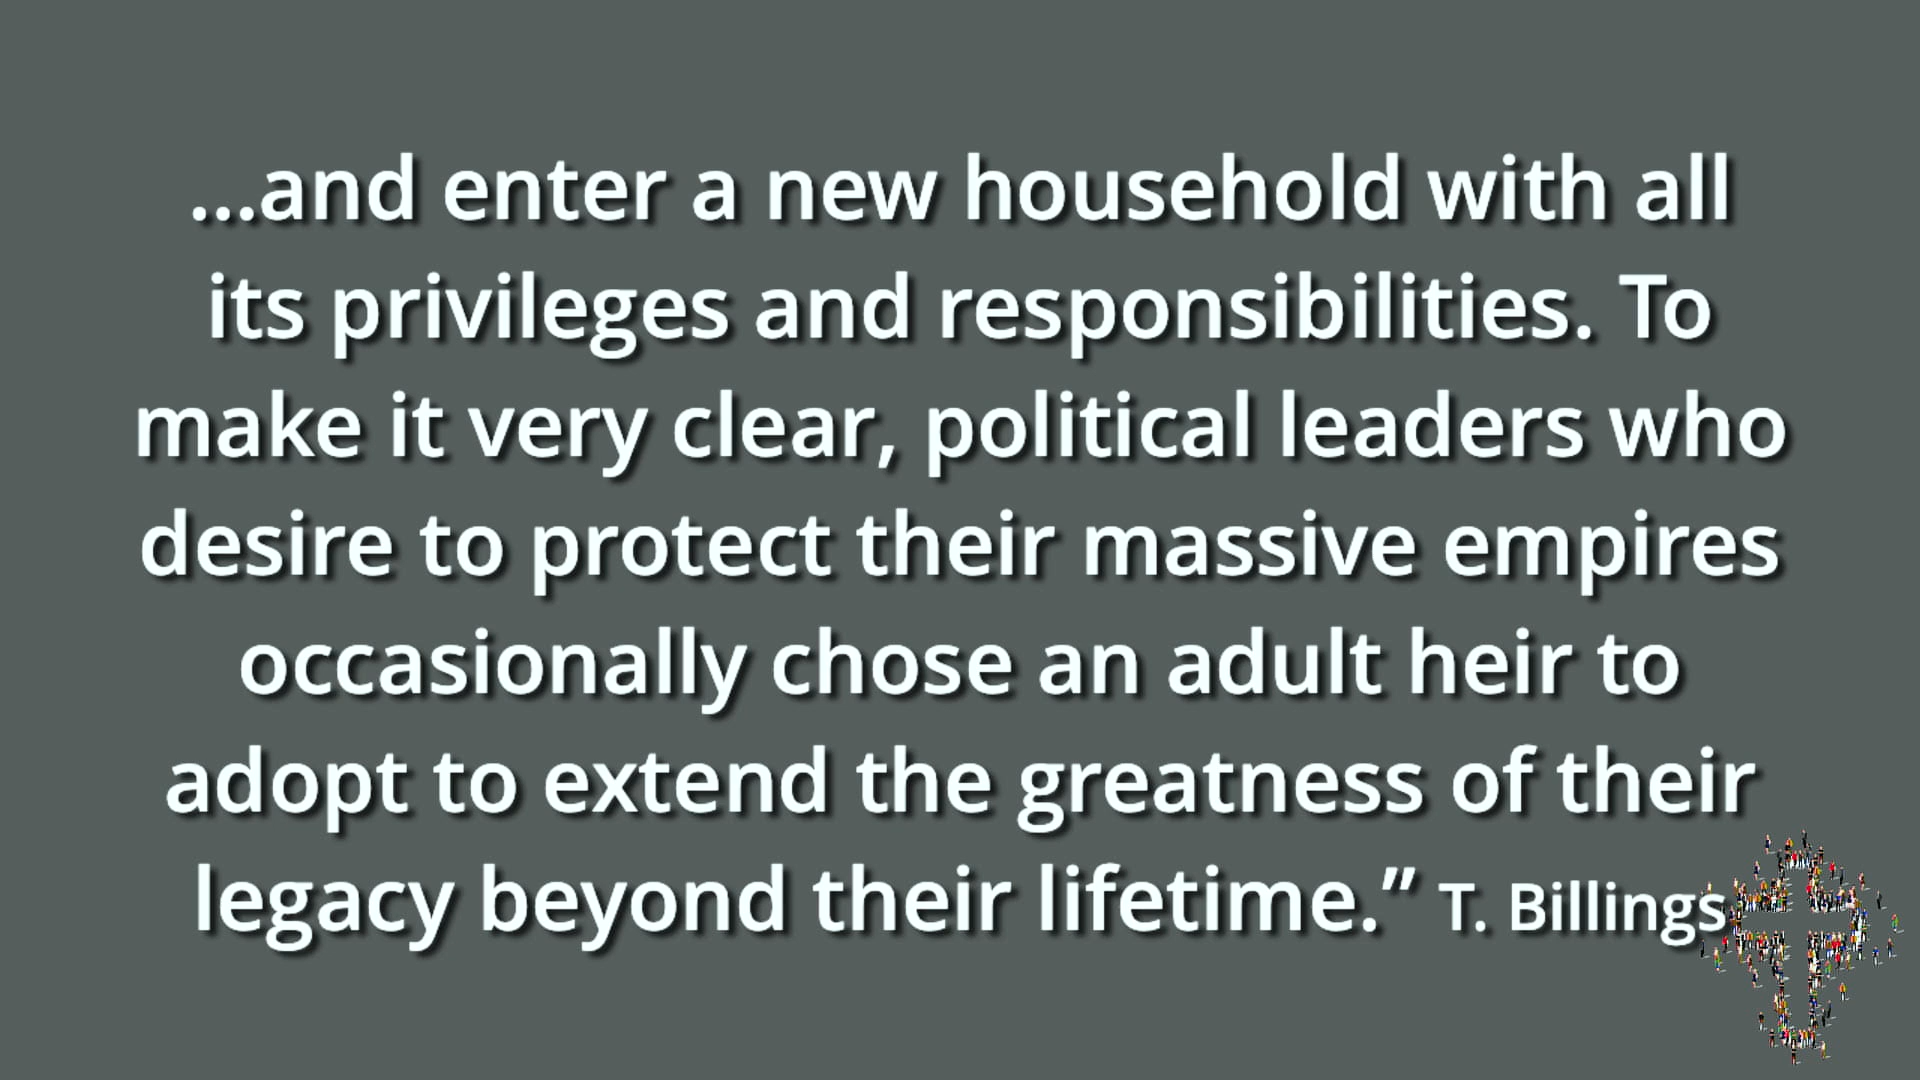 ...and enter a new household with all
its privileges and responsibilities. To
make it very clear, political leaders who
desire to protect their massive empires
occasionally chose an adult heir to
adopt to extend the greatness of their
legacy beyond their lifetime.” T. Billings